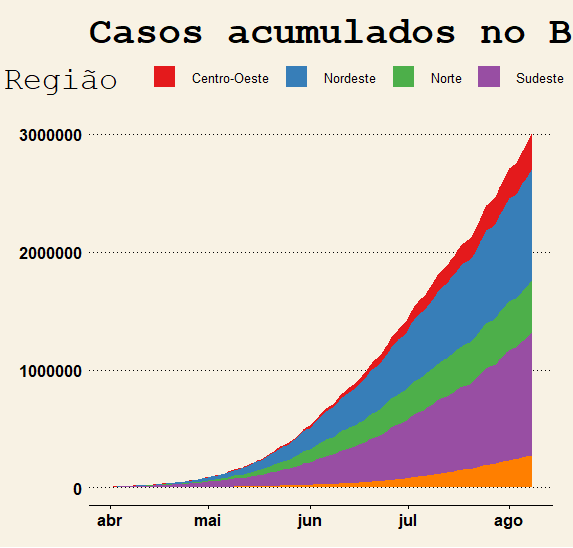 Casos acumulados no B
Região Centro-Oeste Nordeste Norte Sudeste
3000000
2000000
1000000
0
abr mai jun jul ago